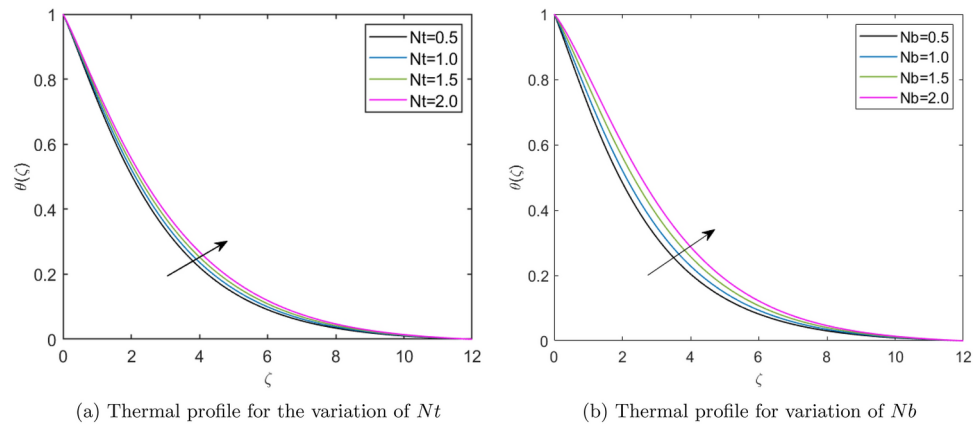 1
0.8
0.6
0.4
0.2
0
θ(ζ)
0 2 4 6 8 10 12
ζ
Nt=0.5
Nt=1.0
Nt=1.5
Nt=2.0
(a) Thermal profile for the variation of Nt
1
0.8
0.6
0.4
0.2
0
θ(ζ)
0 2 4 6 8 10 12
ζ
Nb=0.5
Nb=1.0
Nb=1.5
Nb=2.0
(b) Thermal profile for variation of Nb